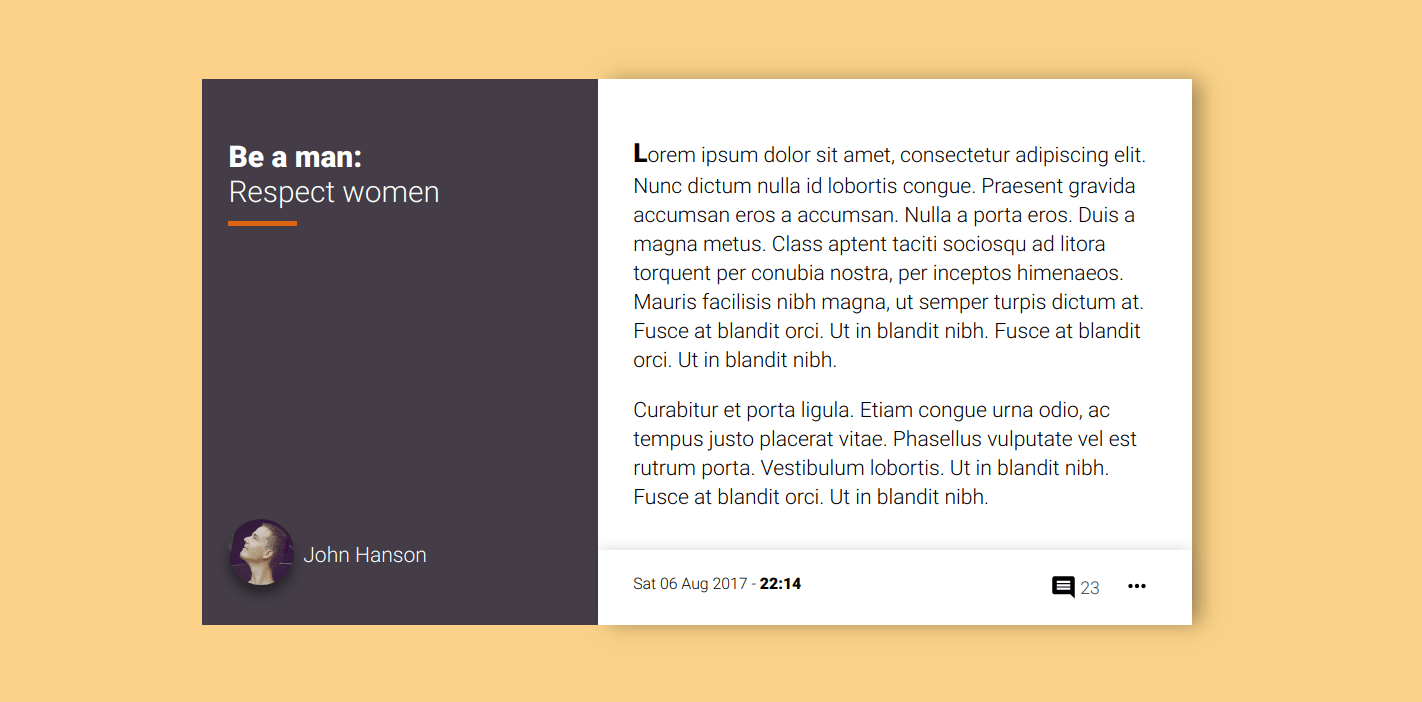 Be a man:
Respect women
John Hanson
Lorem ipsum dolor sit amet, consectetur adipiscing elit.
Nunc dictum nulla id lobortis congue. Praesent gravida
accumsan eros a accumsan. Nulla a porta eros. Duis a
magna metus. Class aptent taciti sociosqu ad litora
torquent per conubia nostra, per inceptos himenaeos.
Mauris facilisis nibh magna, ut semper turpis dictum at.
Fusce at blandit orci. Ut in blandit nibh. Fusce at blandit
orci. Ut in blandit nibh.
Curabitur et porta ligula. Etiam congue urna odio, ac
tempus justo placerat vitae. Phasellus vulputate vel est
rutrum porta. Vestibulum lobortis. Ut in blandit nibh.
Fusce at blandit orci. Ut in blandit nibh.
Sat 06 Aug 2017 - 22:14
23